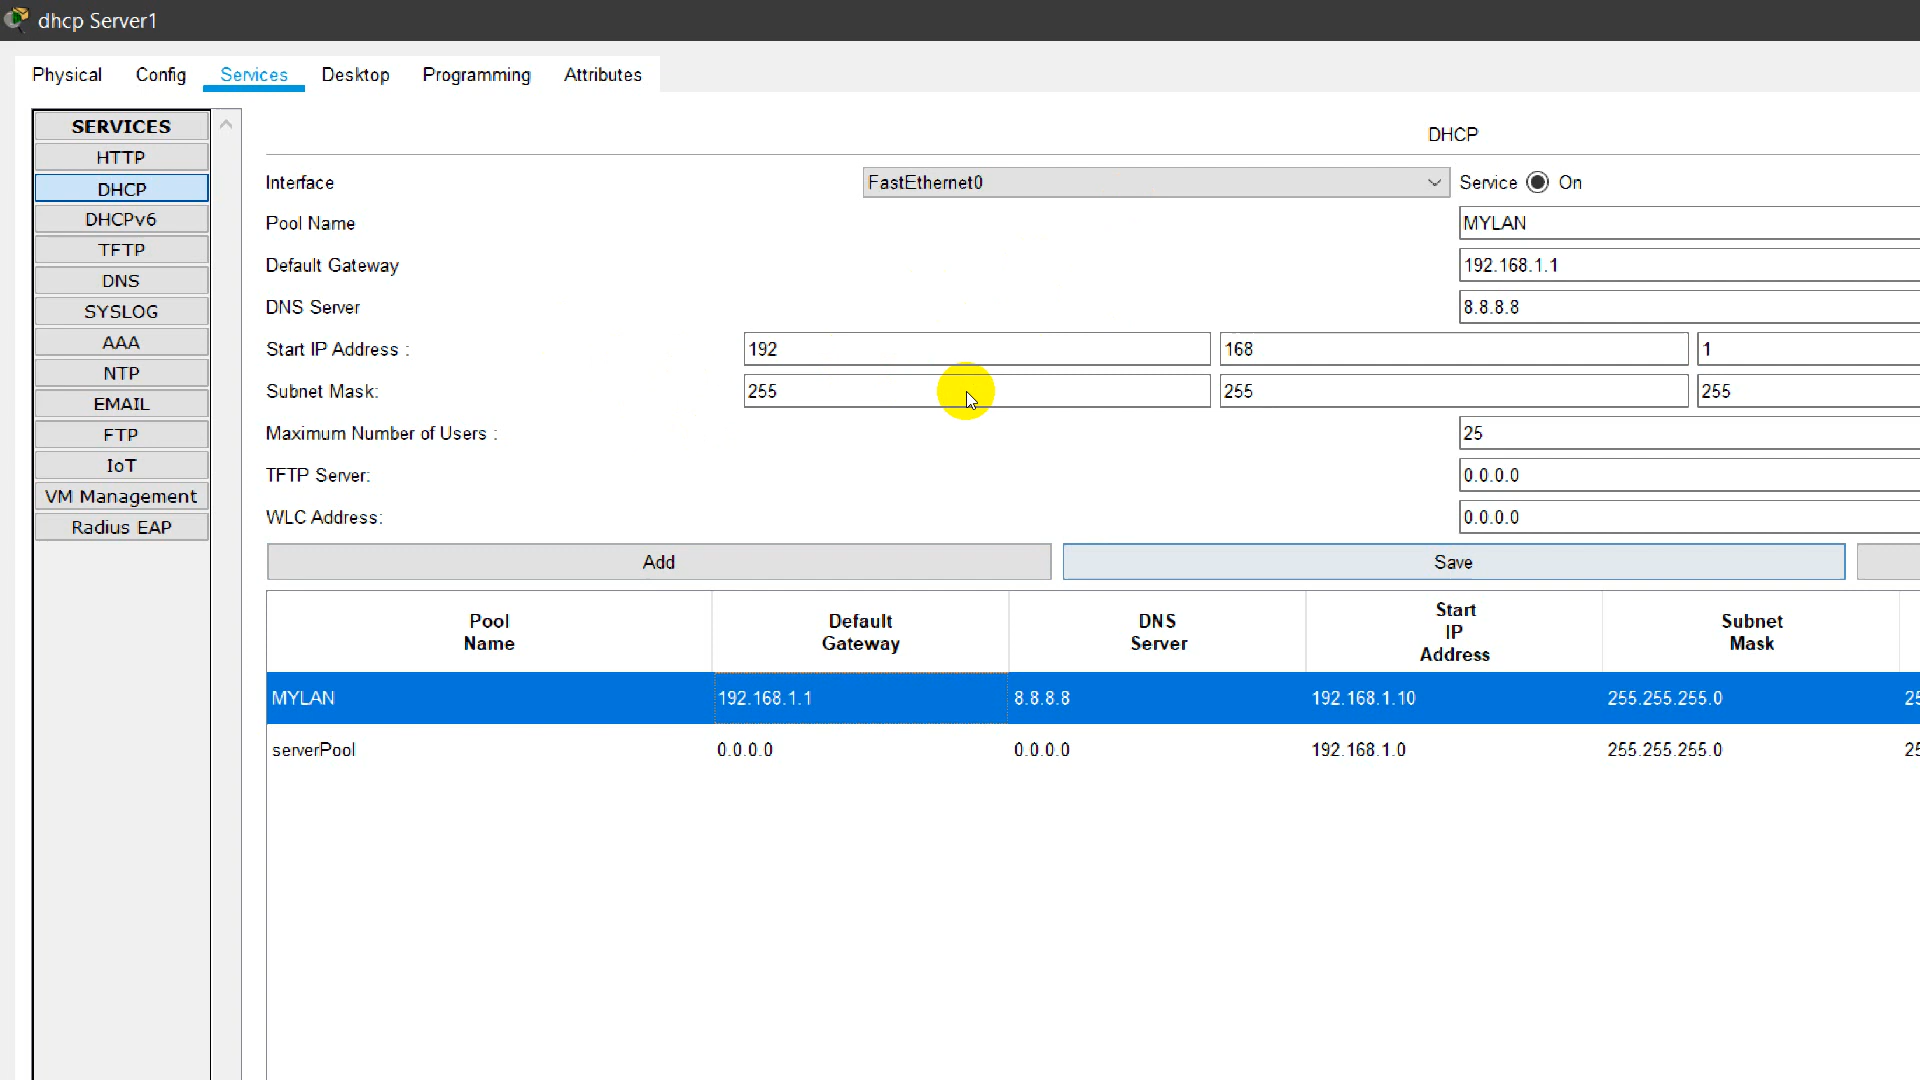 dhcp Server1
Physical Config Services Desktop Programming Attributes
SERVICES
HTTP
DHCP
DHCPv6
TFTP
DNS
SYSLOG
AAA
NTP
EMAIL
FTP
IoT
VM Management
Radius EAP
DHCP
Interface FastEthernet0 Service On
Pool Name MYLAN
Default Gateway 192.168.1.1
DNS Server 8.8.8.8
Start IP Address : 192 168 1
Subnet Mask: 255 255 255
Maximum Number of Users : 25
TFTP Server: 0.0.0.0
WLC Address: 0.0.0.0
Add Save
Pool Name Default Gateway DNS Server Start IP Address Subnet Mask
MYLAN 192.168.1.1 8.8.8.8 192.168.1.10 255.255.255.0
serverPool 0.0.0.0 0.0.0.0 192.168.1.0 255.255.255.0